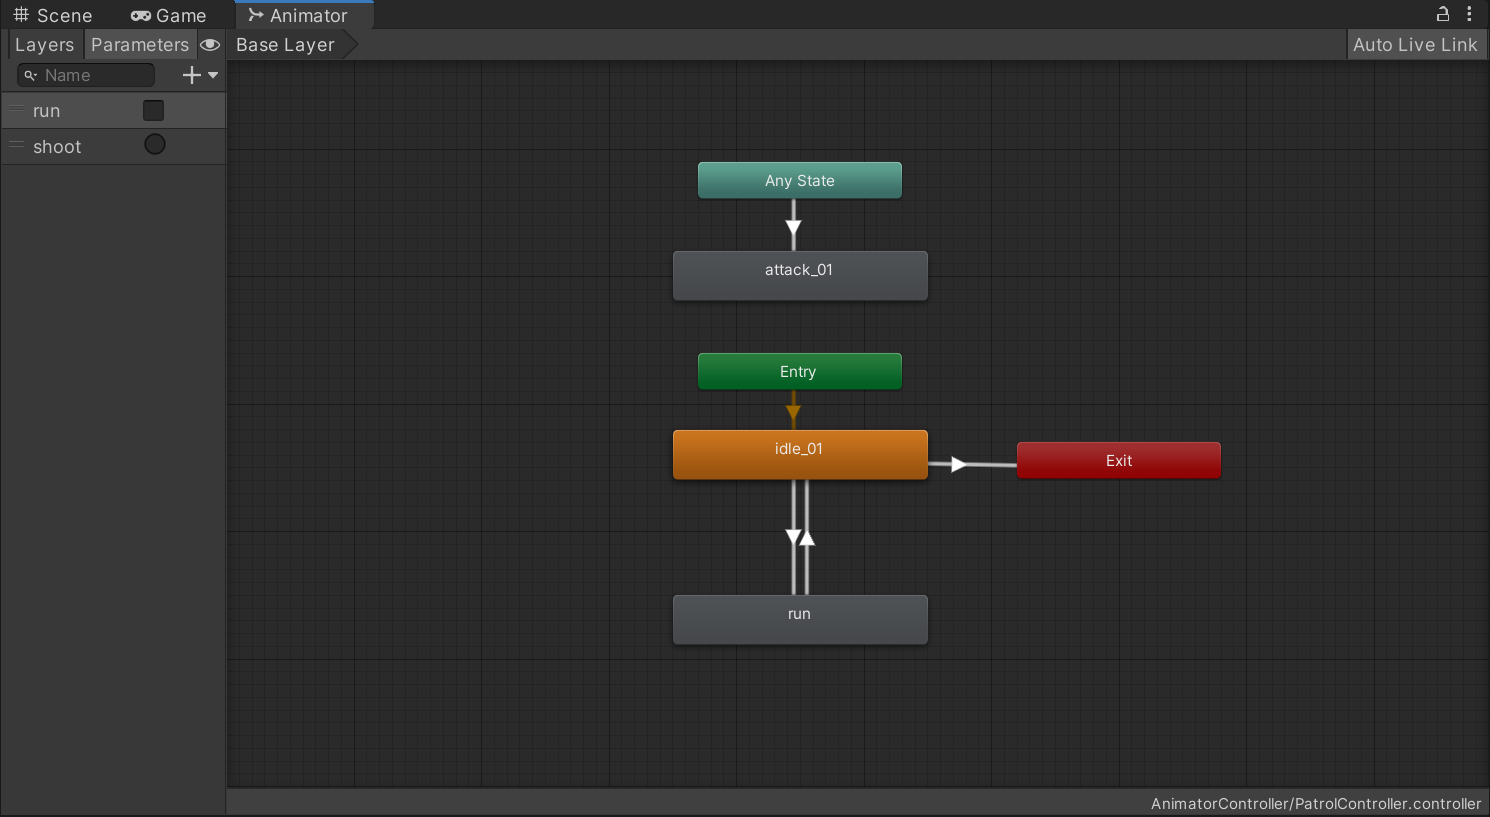 Scene Game Animator
Layers Parameters Base Layer Auto Live Link
Name
run
shoot
Any State
attack_01
Entry
idle_01
Exit
run
AnimatorController/PatrolController.controller